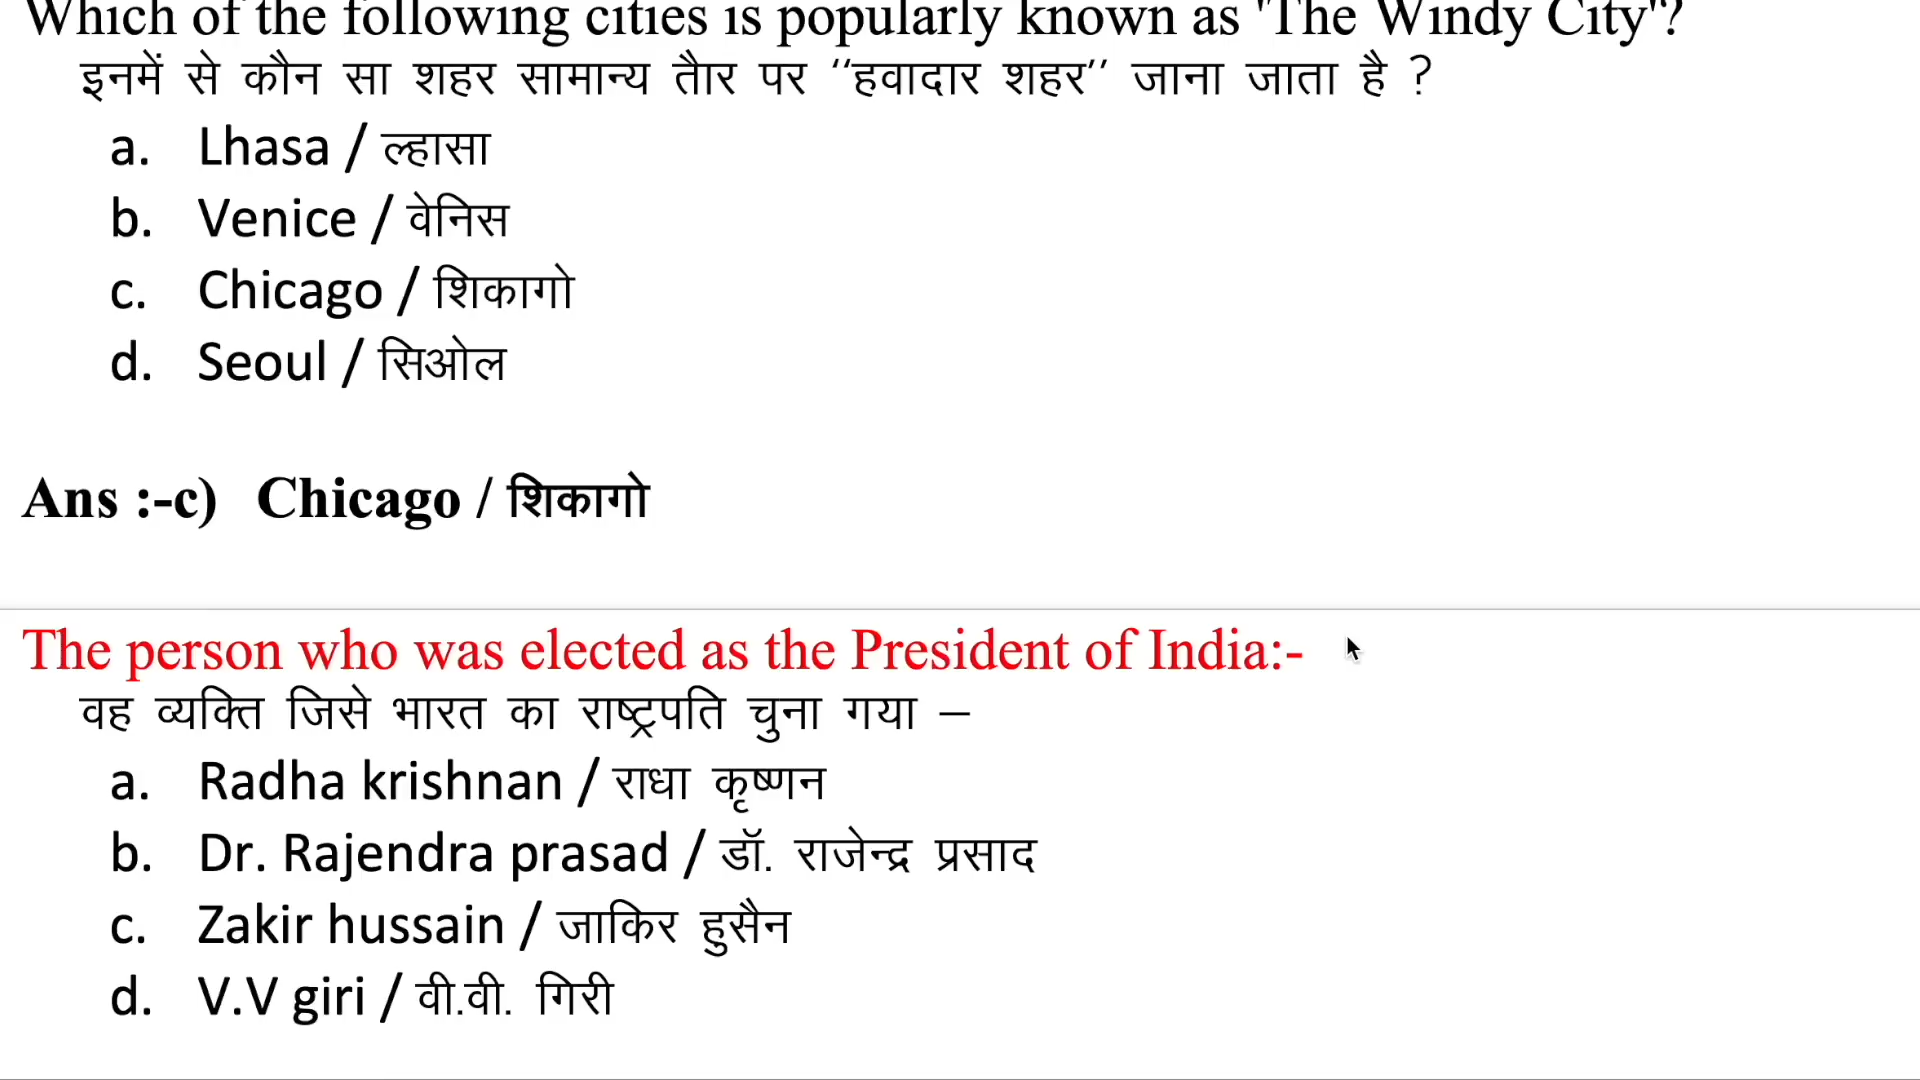 Which of the following cities is popularly known as 'The Windy City'?
इनमें से कौन सा शहर सामान्य तौर पर ‘‘हवादार शहर’’ जाना जाता है ?
a. Lhasa / ल्हासा
b. Venice / वेनिस
c. Chicago / शिकागो
d. Seoul / सिओल
Ans :-c) Chicago / शिकागो
The person who was elected as the President of India:-
वह व्यक्ति जिसे भारत का राष्ट्रपति चुना गया –
a. Radha krishnan / राधा कृष्णन
b. Dr. Rajendra prasad / डॉ. राजेन्द्र प्रसाद
c. Zakir hussain / जाकिर हुसैन
d. V.V giri / वी.वी. गिरी